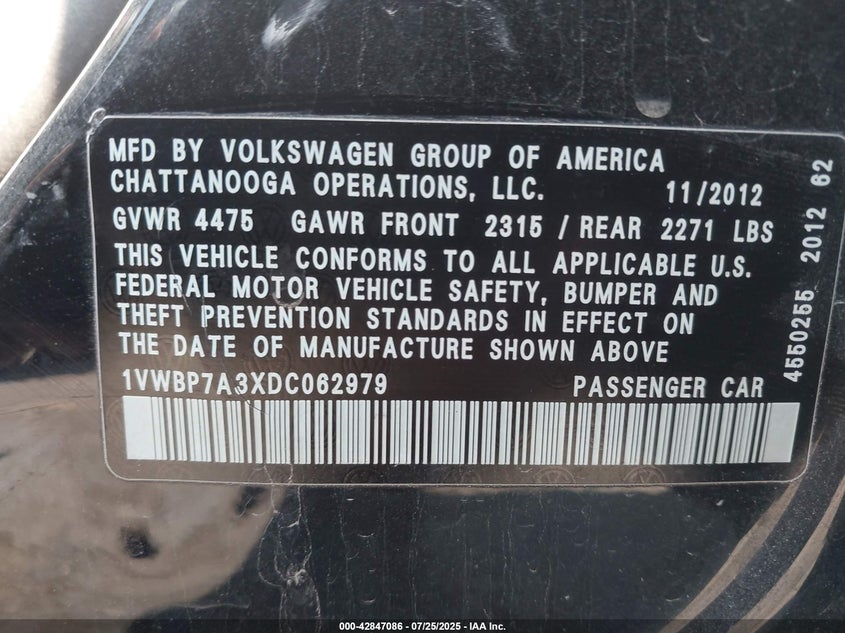 MFD BY VOLKSWAGEN GROUP OF AMERICA
CHATTANOOGA OPERATIONS, LLC. 11/2012
GVWR 4475 GAWR FRONT 2315 / REAR 2271 LBS
THIS VEHICLE CONFORMS TO ALL APPLICABLE U.S.
FEDERAL MOTOR VEHICLE SAFETY, BUMPER AND
THEFT PREVENTION STANDARDS IN EFFECT ON
THE DATE OF MANUFACTURE SHOWN ABOVE
1VWBP7A3XDC062979 PASSENGER CAR
4550255 2012 62
000-42847086 - 07/25/2025 - IAA Inc.